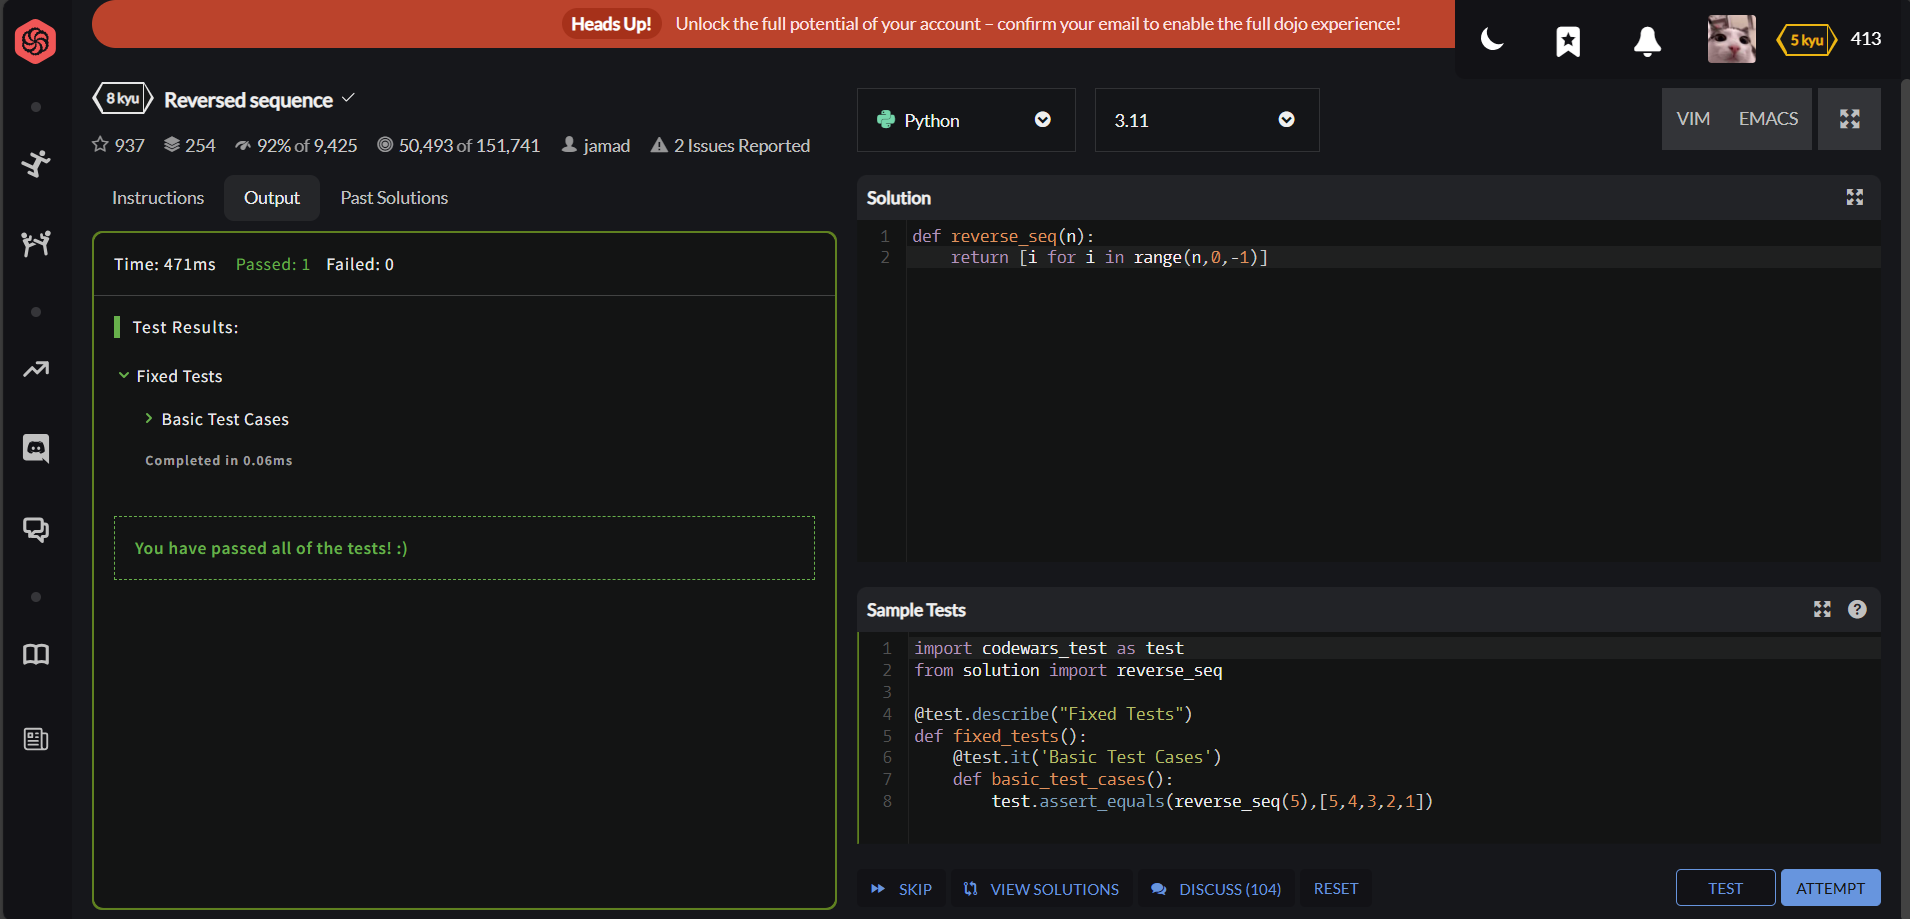 Heads Up! Unlock the full potential of your account – confirm your email to enable the full dojo experience!
5 kyu 413
8 kyu Reversed sequence
937 254 92% of 9,425 50,493 of 151,741 jamad 2 Issues Reported
Python
3.11
VIM EMACS
Instructions Output Past Solutions
Time: 471ms Passed: 1 Failed: 0
Test Results:
Fixed Tests
Basic Test Cases
Completed in 0.06ms
You have passed all of the tests! :)
Solution
1 def reverse_seq(n):
2     return [i for i in range(n,0,-1)]
Sample Tests
1 import codewars_test as test
2 from solution import reverse_seq
3
4 @test.describe("Fixed Tests")
5 def fixed_tests():
6     @test.it('Basic Test Cases')
7     def basic_test_cases():
8         test.assert_equals(reverse_seq(5),[5,4,3,2,1])
SKIP VIEW SOLUTIONS DISCUSS (104) RESET TEST ATTEMPT